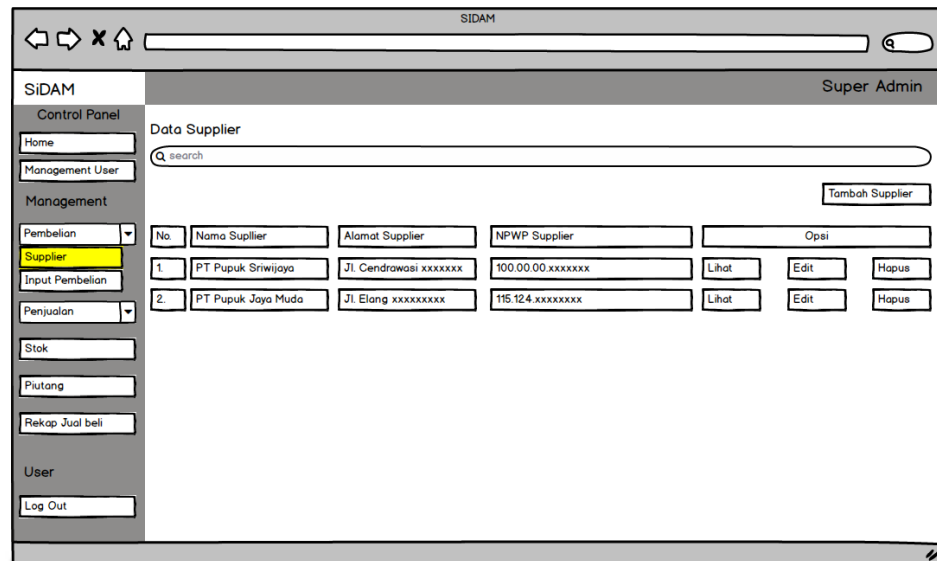 SIDAM
SiDAM
Super Admin
Control Panel
Home
Management User
Management
Pembelian
Supplier
Input Pembelian
Penjualan
Stok
Piutang
Rekap Jual beli
User
Log Out
Data Supplier
search
Tambah Supplier
No. Nama Supllier Alamat Supplier NPWP Supplier Opsi
1. PT Pupuk Sriwijaya Jl. Cendrawasi xxxxxxx 100.00.00.xxxxxxx Lihat Edit Hapus
2. PT Pupuk Jaya Muda Jl. Elang xxxxxxxxx 115.124.xxxxxxxx Lihat Edit Hapus